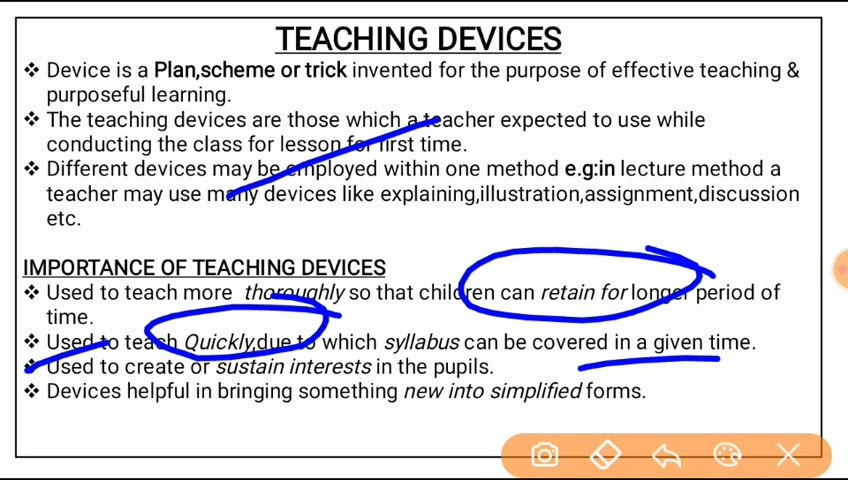 TEACHING DEVICES
❖ Device is a Plan,scheme or trick invented for the purpose of effective teaching &
purposeful learning.
❖ The teaching devices are those which a teacher expected to use while
conducting the class for lesson for first time.
❖ Different devices may be employed within one method e.g:in lecture method a
teacher may use many devices like explaining,illustration,assignment,discussion
etc.
IMPORTANCE OF TEACHING DEVICES
❖ Used to teach more thoroughly so that children can retain for longer period of
time.
❖ Used to teach Quickly,due to which syllabus can be covered in a given time.
❖ Used to create or sustain interests in the pupils.
❖ Devices helpful in bringing something new into simplified forms.